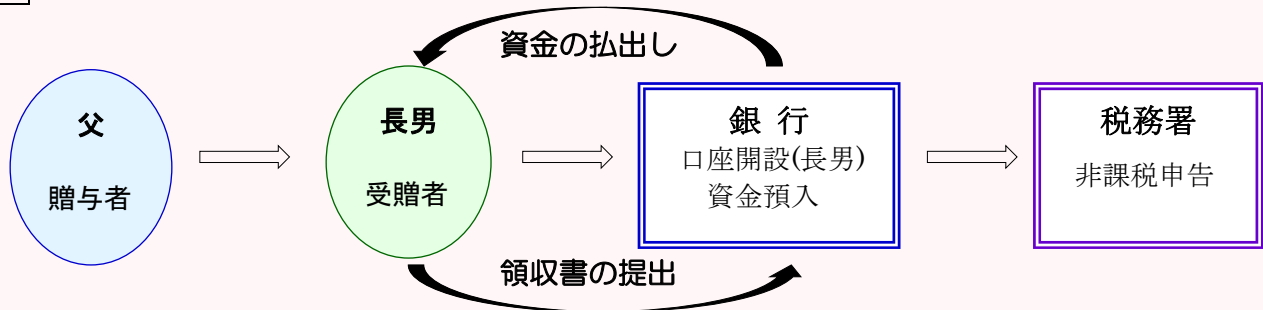 資金の払出し
父
贈与者
長男
受贈者
銀 行
口座開設(長男)
資金預入
税務署
非課税申告
領収書の提出